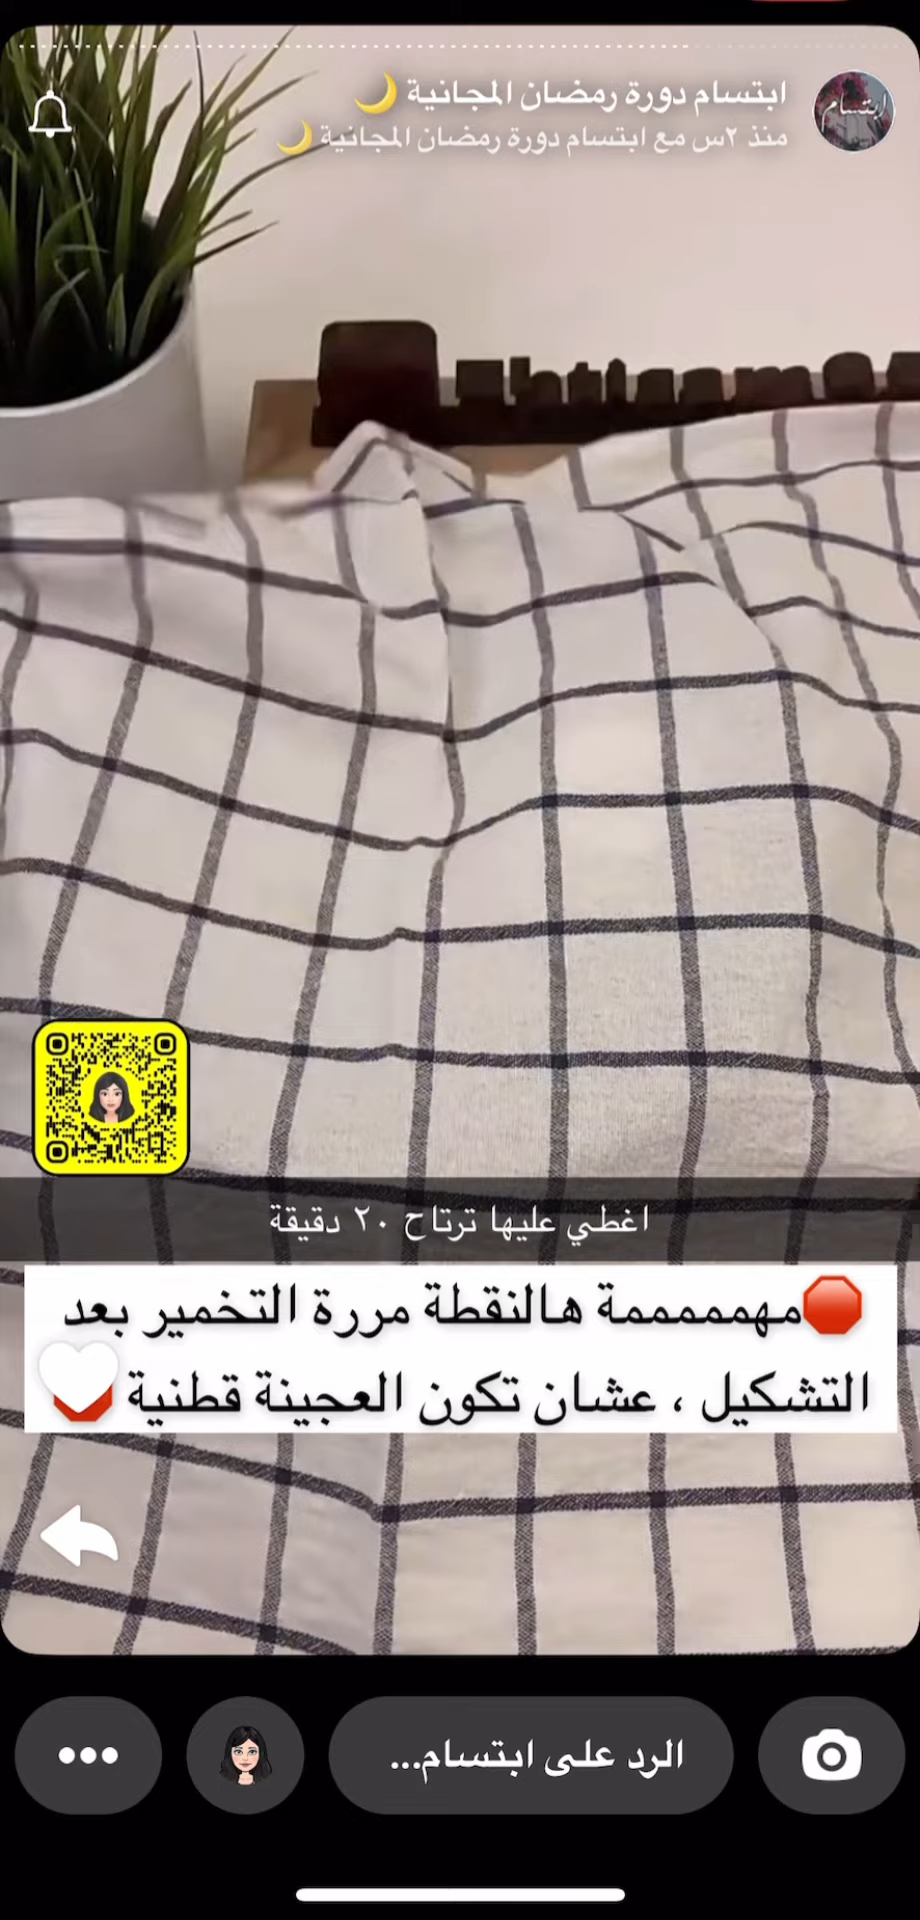 ابتسام دورة رمضان المجانية 🌙
منذ ٢س مع ابتسام دورة رمضان المجانية 🌙
ابتسام
اغطي عليها ترتاح ٢٠ دقيقة
🛑مهمممممة هالنقطة مررة التخمير بعد
التشكيل ، عشان تكون العجينة قطنية
الرد على ابتسام...